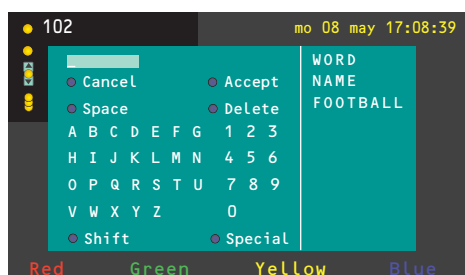 102 mo 08 may 17:08:39
_
Cancel Accept
Space Delete
A B C D E F G 1 2 3
H I J K L M N 4 5 6
O P Q R S T U 7 8 9
V W X Y Z 0
Shift Special
WORD
NAME
FOOTBALL
Red Green Yellow Blue